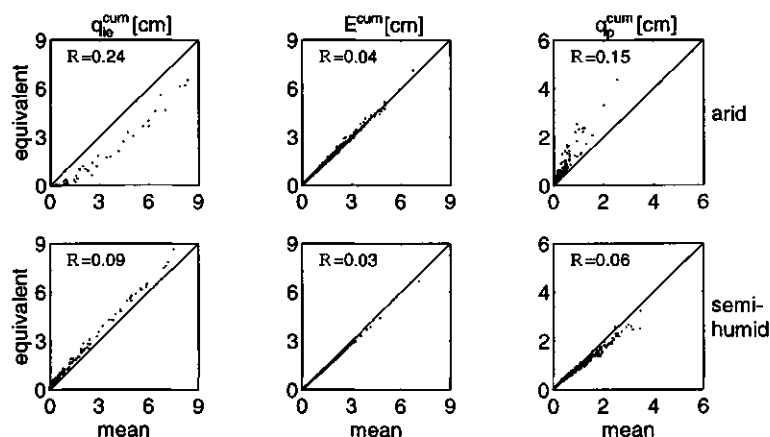 q_ie^cum [cm] E^cum [cm] q_p^cum [cm]
9 9 6
R=0.24 R=0.04 R=0.15
6 6 4
equivalent
arid
3 3 2
0 0 0
0 3 6 9 0 3 6 9 0 2 4 6
9 9 6
R=0.09 R=0.03 R=0.06
6 6 4
equivalent
semi-
humid
3 3 2
0 0 0
0 3 6 9 0 3 6 9 0 2 4 6
mean mean mean